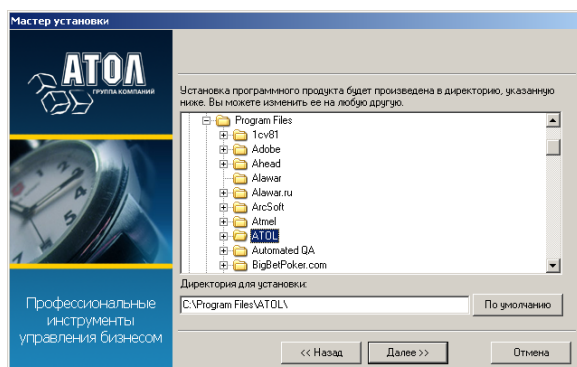 Мастер установки
АТОЛ
ГРУППА КОМПАНИЙ
Установка программного продукта будет произведена в директорию, указанную
ниже. Вы можете изменить ее на любую другую.
Program Files
1cv81
Adobe
Ahead
Alawar
Alawar.ru
ArcSoft
Atmel
ATOL
Automated QA
BigBetPoker.com
Директория для установки:
C:\Program Files\ATOL\
По умолчанию
Профессиональные
инструменты
управления бизнесом
<< Назад
Далее >>
Отмена